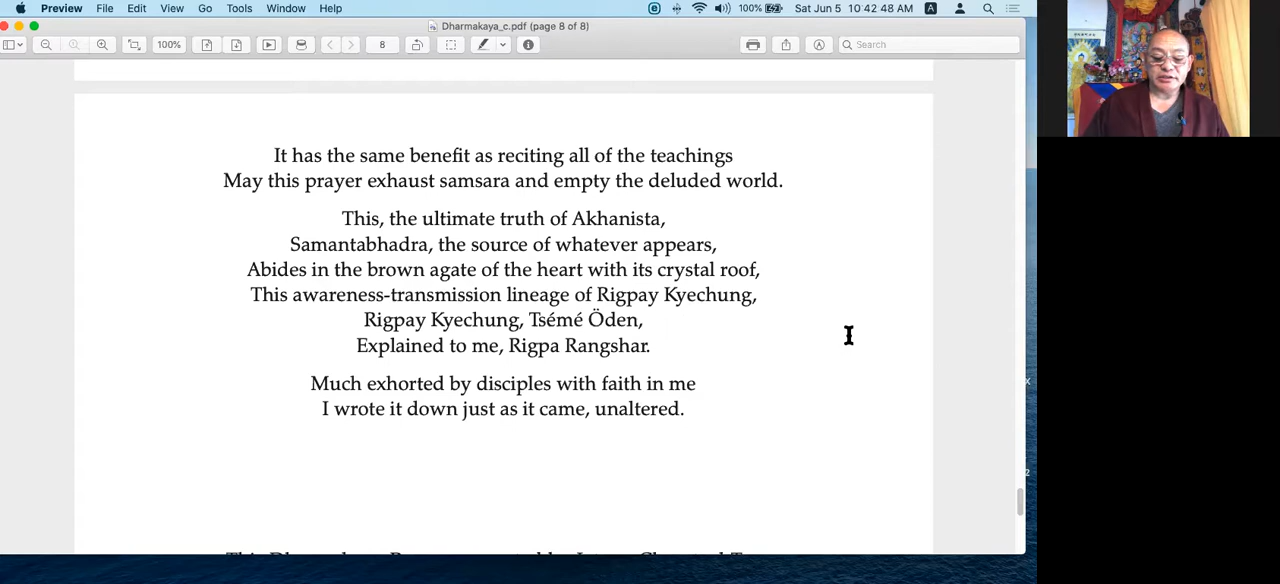 Preview File Edit View Go Tools Window Help 100% Sat Jun 5 10:42:48 AM A
Dharmakaya_c.pdf (page 8 of 8)
100% 8 Search
It has the same benefit as reciting all of the teachings
May this prayer exhaust samsara and empty the deluded world.
This, the ultimate truth of Akhanista,
Samantabhadra, the source of whatever appears,
Abides in the brown agate of the heart with its crystal roof,
This awareness-transmission lineage of Rigpay Kyechung,
Rigpay Kyechung, Tsémé Öden,
Explained to me, Rigpa Rangshar.
Much exhorted by disciples with faith in me
I wrote it down just as it came, unaltered.